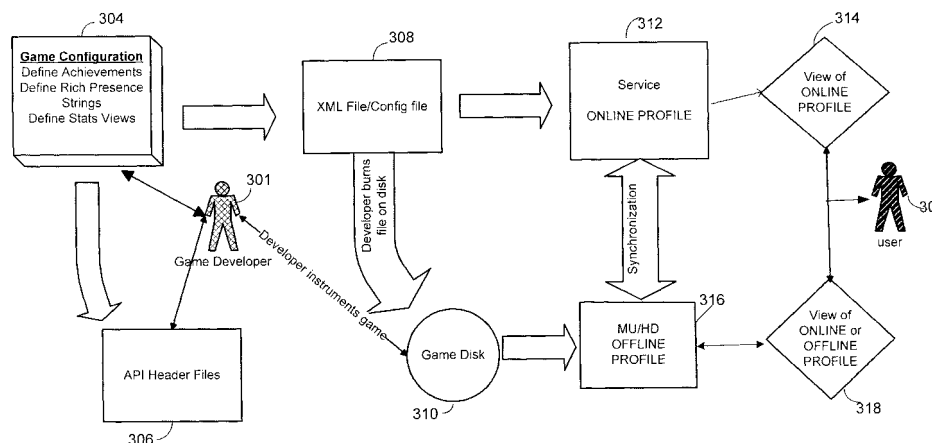 304
Game Configuration
Define Achievements
Define Rich Presence
Strings
Define Stats Views
308
XML File/Config file
312
Service
ONLINE PROFILE
314
View of
ONLINE
PROFILE
301
Game Developer
Developer burns
file on disk
Developer instruments game
Synchronization
30
user
API Header Files
306
Game Disk
310
MU/HD
OFFLINE
PROFILE
316
View of
ONLINE or
OFFLINE
PROFILE
318